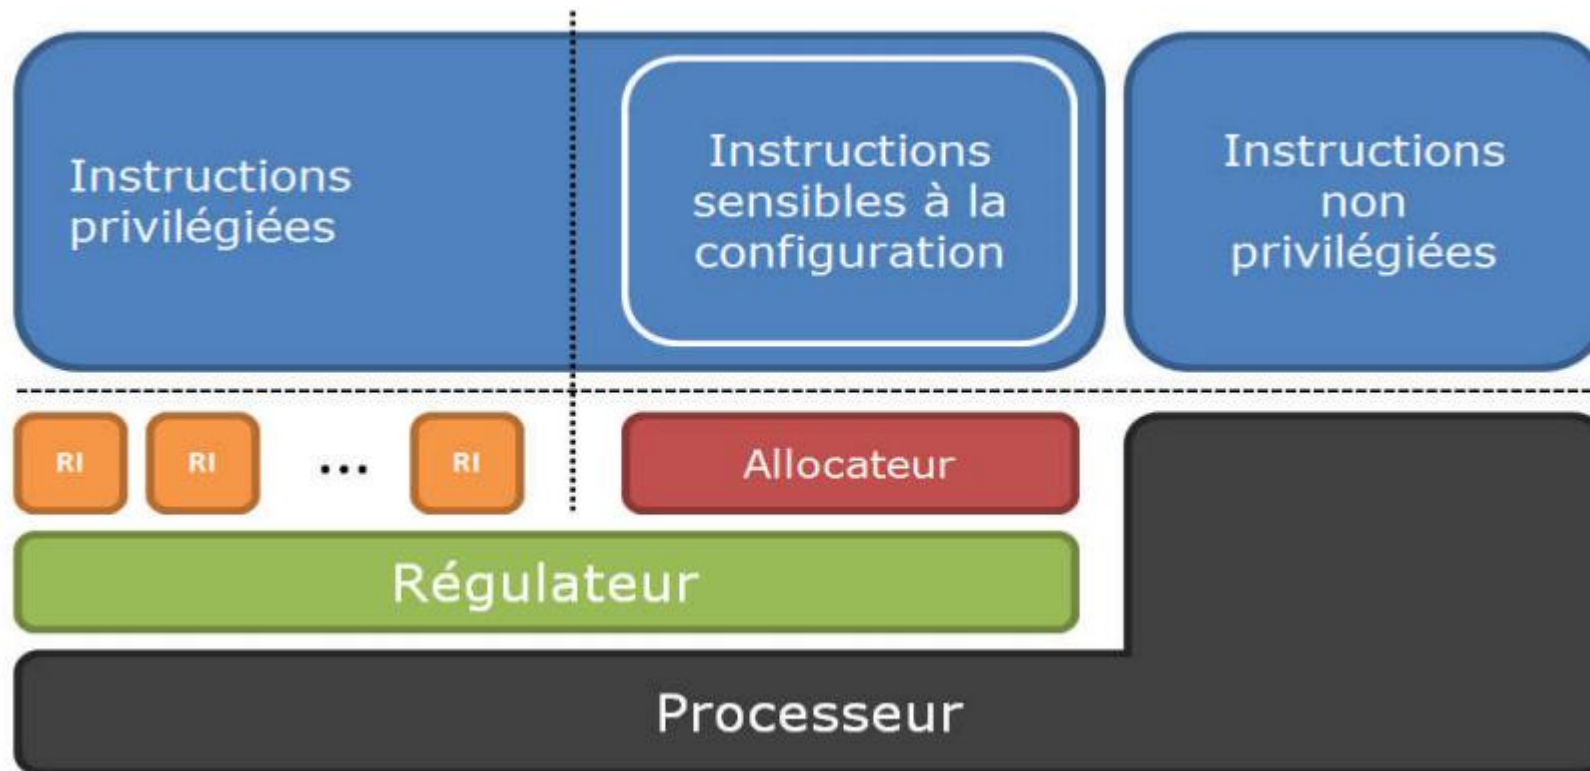 Instructions
privilégiées
Instructions
sensibles à la
configuration
Instructions
non
privilégiées
RI
RI
...
RI
Allocateur
Régulateur
Processeur